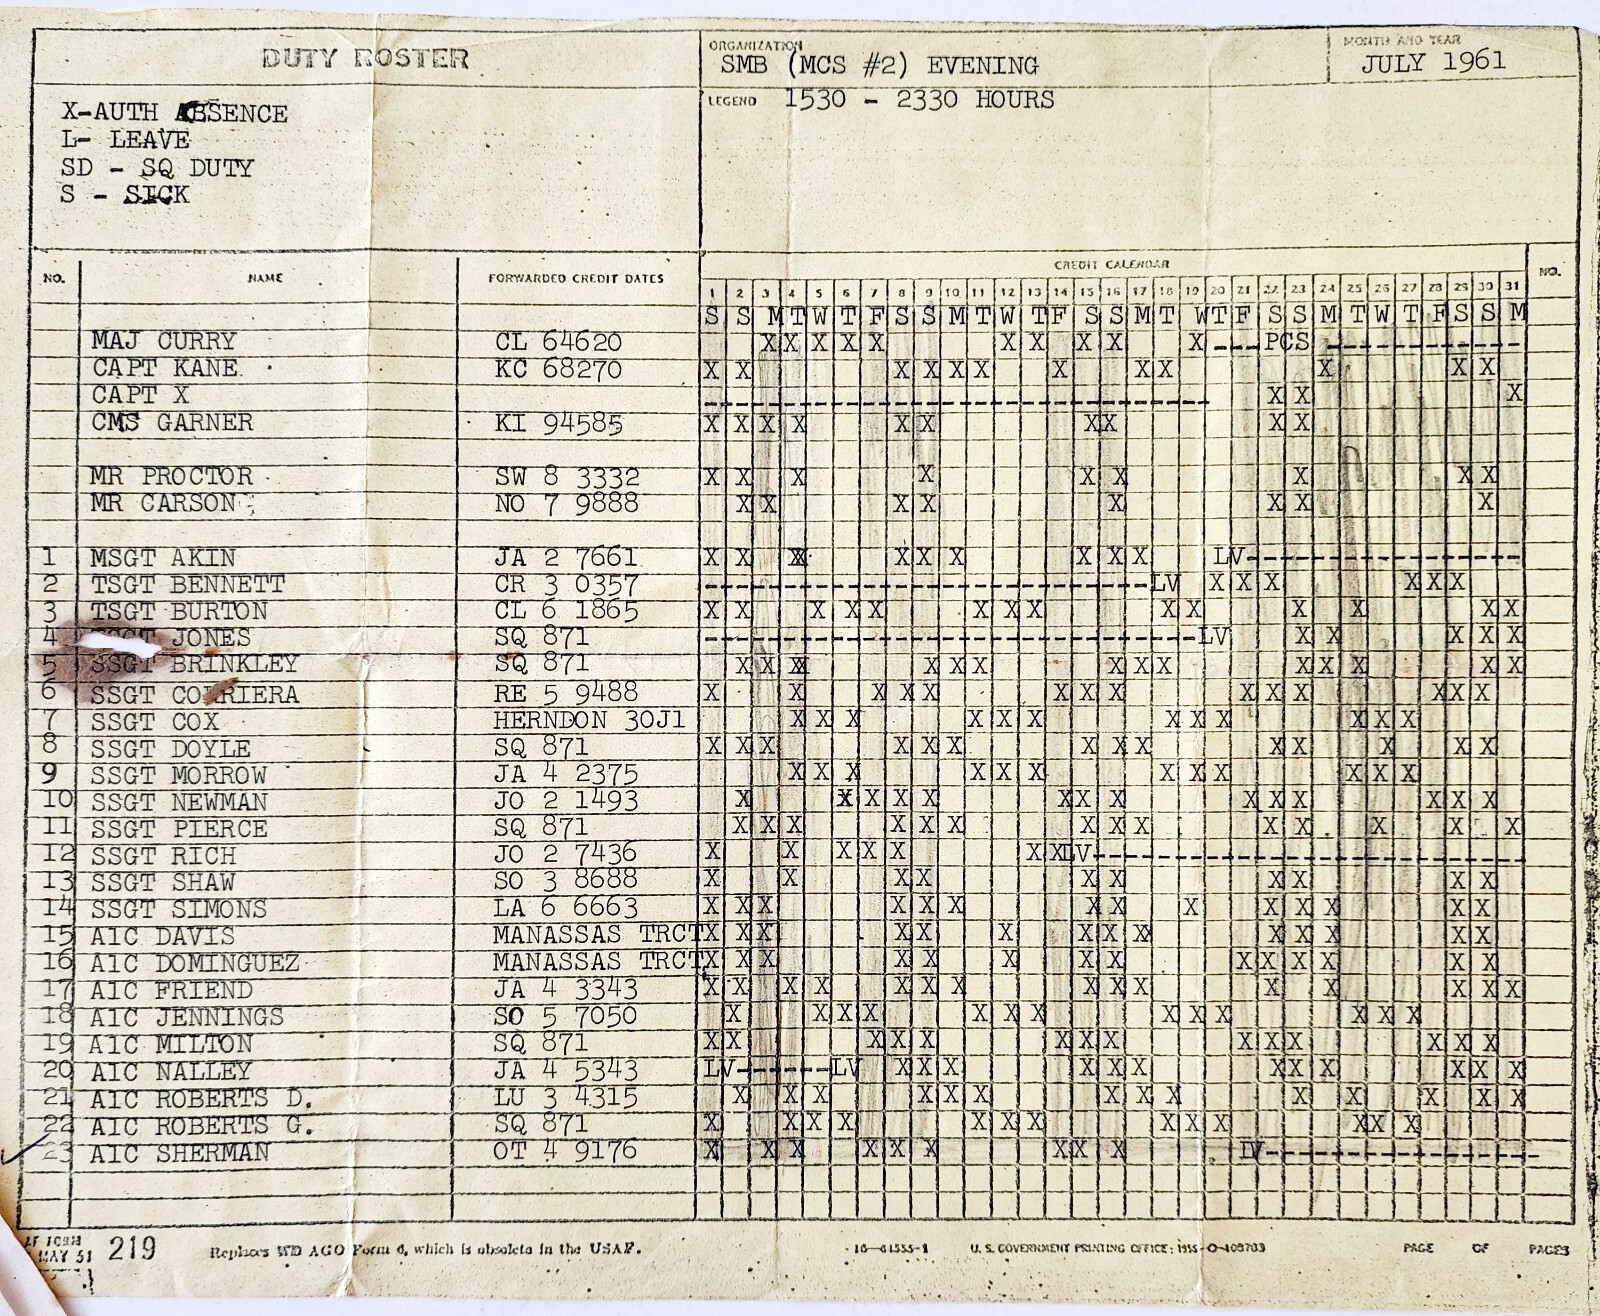 DUTY ROSTER
ORGANIZATION
SMB (MCS #2) EVENING
MONTH AND YEAR
JULY 1961
X-AUTH ABSENCE
L- LEAVE
SD - SQ DUTY
S - SICK
LEGEND 1530 - 2330 HOURS
NO. NAME FORWARDED CREDIT DATES CREDIT CALENDAR NO.
1 2 3 4 5 6 7 8 9 10 11 12 13 14 15 16 17 18 19 20 21 22 23 24 25 26 27 28 29 30 31
S S M T W T F S S M T W T F S S M T W T F S S M T W T F S S M
MAJ CURRY CL 64620 X X X X X X X X X X --- PCS ---------------
CAPT KANE KC 68270 X X X X X X X X X X X X
CAPT X ------------------- X X X
CMS GARNER KI 94585 X X X X X X X X X X
MR PROCTOR SW 8 3332 X X X X X X X X X
MR CARSON NO 7 9888 X X X X X X X X
1 MSGT AKIN JA 2 7661 X X X X X X X X X LV---------------
2 TSGT BENNETT CR 3 0357 -----------------LV X X X X X X
3 TSGT BURTON CL 6 1865 X X X X X X X X X X X X X X
4 SSGT JONES SQ 871 -------------------LV X X X X X
5 SSGT BRINKLEY SQ 871 X X X X X X X X X X X X X X
6 SSGT CORRIERA RE 5 9488 X X X X X X X X X X X X X X
7 SSGT COX HERNDON 30J1 X X X X X X X X X X X X
8 SSGT DOYLE SQ 871 X X X X X X X X X X X X X X
9 SSGT MORROW JA 4 2375 X X X X X X X X X X X X
10 SSGT NEWMAN JO 2 1493 X X X X X X X X X X X X X X
11 SSGT PIERCE SQ 871 X X X X X X X X X X X X X X
12 SSGT RICH JO 2 7436 X X X X X X X LV-----------------
13 SSGT SHAW SO 3 8688 X X X X X X X X X X
14 SSGT SIMONS LA 6 6663 X X X X X X X X X X X X X X
15 A1C DAVIS MANASSAS TRCT X X X X X X X X X X X X X X
16 A1C DOMINGUEZ MANASSAS TRCT X X X X X X X X X X X X X X
17 A1C FRIEND JA 4 3343 X X X X X X X X X X X X X X X
18 A1C JENNINGS SO 5 7050 X X X X X X X X X X X X X
19 A1C MILTON SQ 871 X X X X X X X X X X X X X X
20 A1C NALLEY JA 4 5343 LV------LV X X X X X X X X X X X X
21 A1C ROBERTS D. LU 3 4315 X X X X X X X X X X X X X X
22 A1C ROBERTS G. SQ 871 X X X X X X X X X X X X X
23 A1C SHERMAN OT 4 9176 X X X X X X X X X LV---------------
AF FORM
MAY 51 219 Replaces WD AGO Form 6, which is obsolete in the USAF. U. S. GOVERNMENT PRINTING OFFICE: PAGE OF PAGES